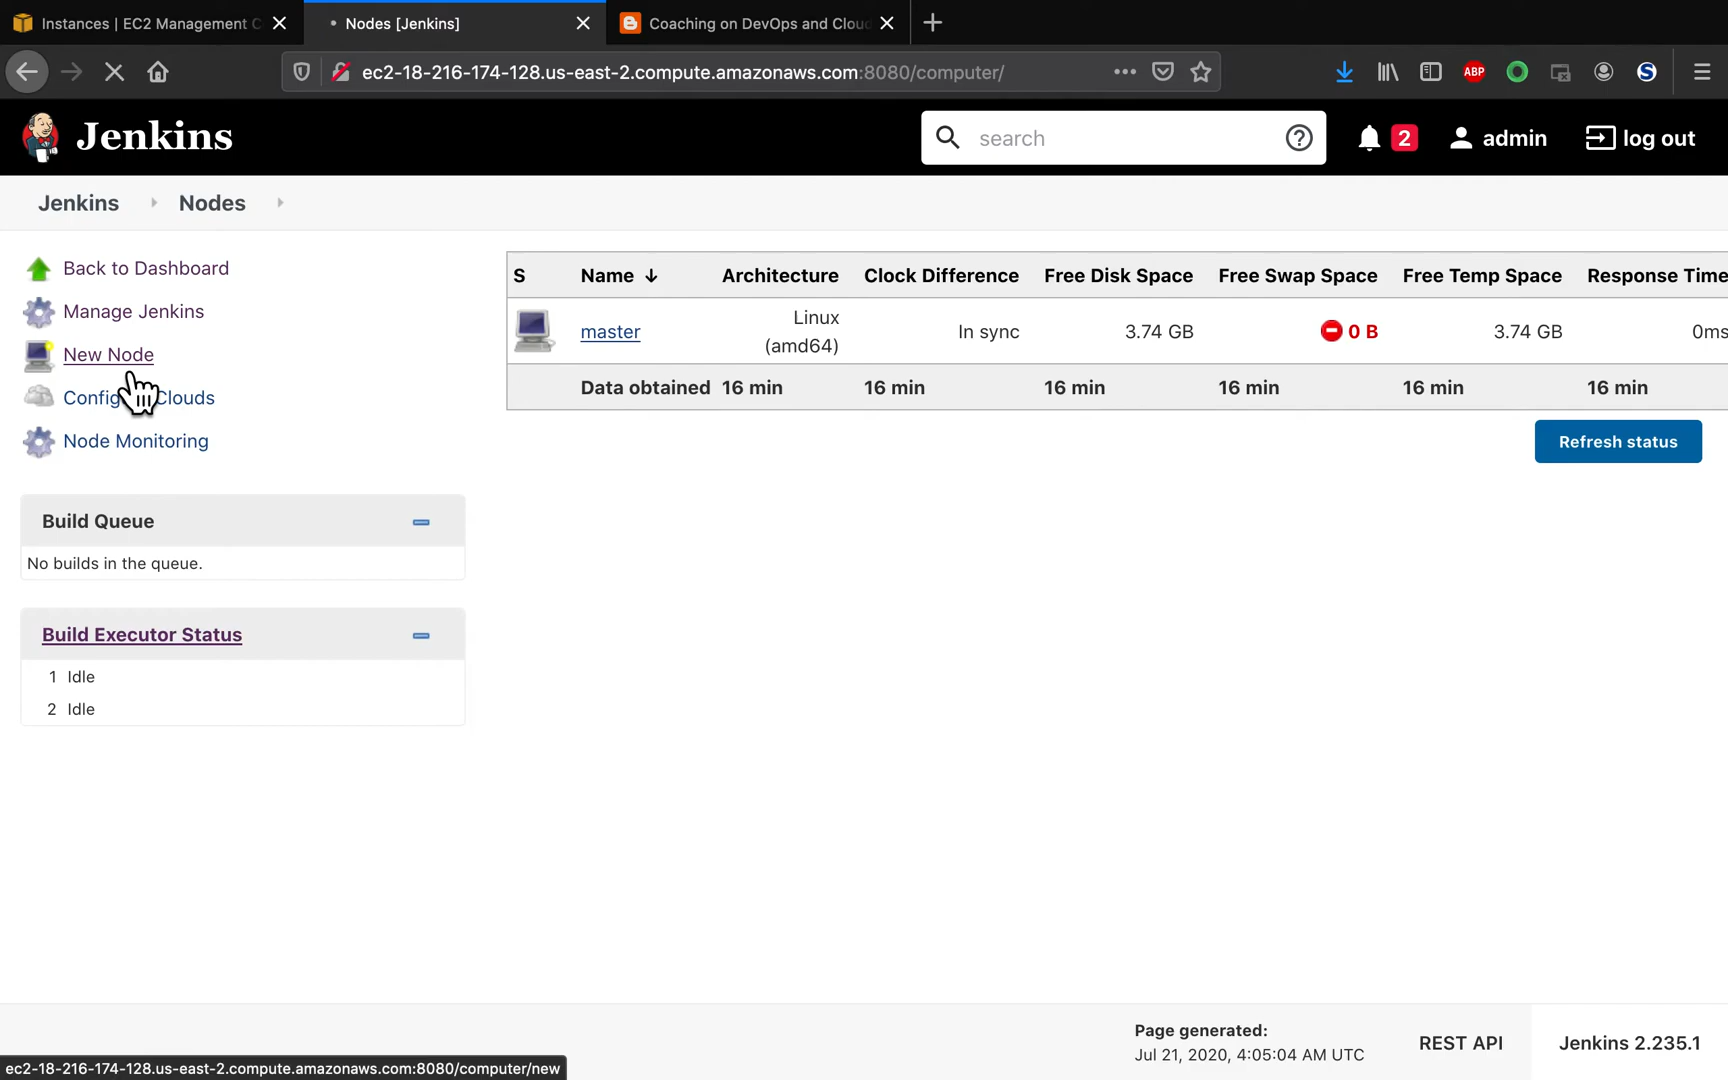 Instances | EC2 Management C
Nodes [Jenkins]
Coaching on DevOps and Clou
ec2-18-216-174-128.us-east-2.compute.amazonaws.com:8080/computer/
ABP
S
Jenkins
search
2
admin
log out
Jenkins
Nodes
Back to Dashboard
Manage Jenkins
New Node
Config Clouds
Node Monitoring
S Name ↓ Architecture Clock Difference Free Disk Space Free Swap Space Free Temp Space Response Time
master Linux (amd64) In sync 3.74 GB 0 B 3.74 GB 0ms
Data obtained 16 min 16 min 16 min 16 min 16 min 16 min
Refresh status
Build Queue
No builds in the queue.
Build Executor Status
1 Idle
2 Idle
Page generated:
Jul 21, 2020, 4:05:04 AM UTC
REST API
Jenkins 2.235.1
ec2-18-216-174-128.us-east-2.compute.amazonaws.com:8080/computer/new